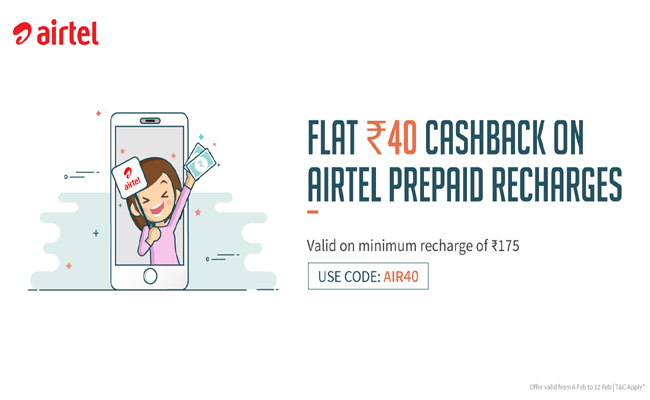 airtel
FLAT ₹40 CASHBACK ON
AIRTEL PREPAID RECHARGES
airtel
Valid on minimum recharge of ₹175
USE CODE: AIR40
Offer valid from 6 Feb to 12 Feb | T&C Apply*